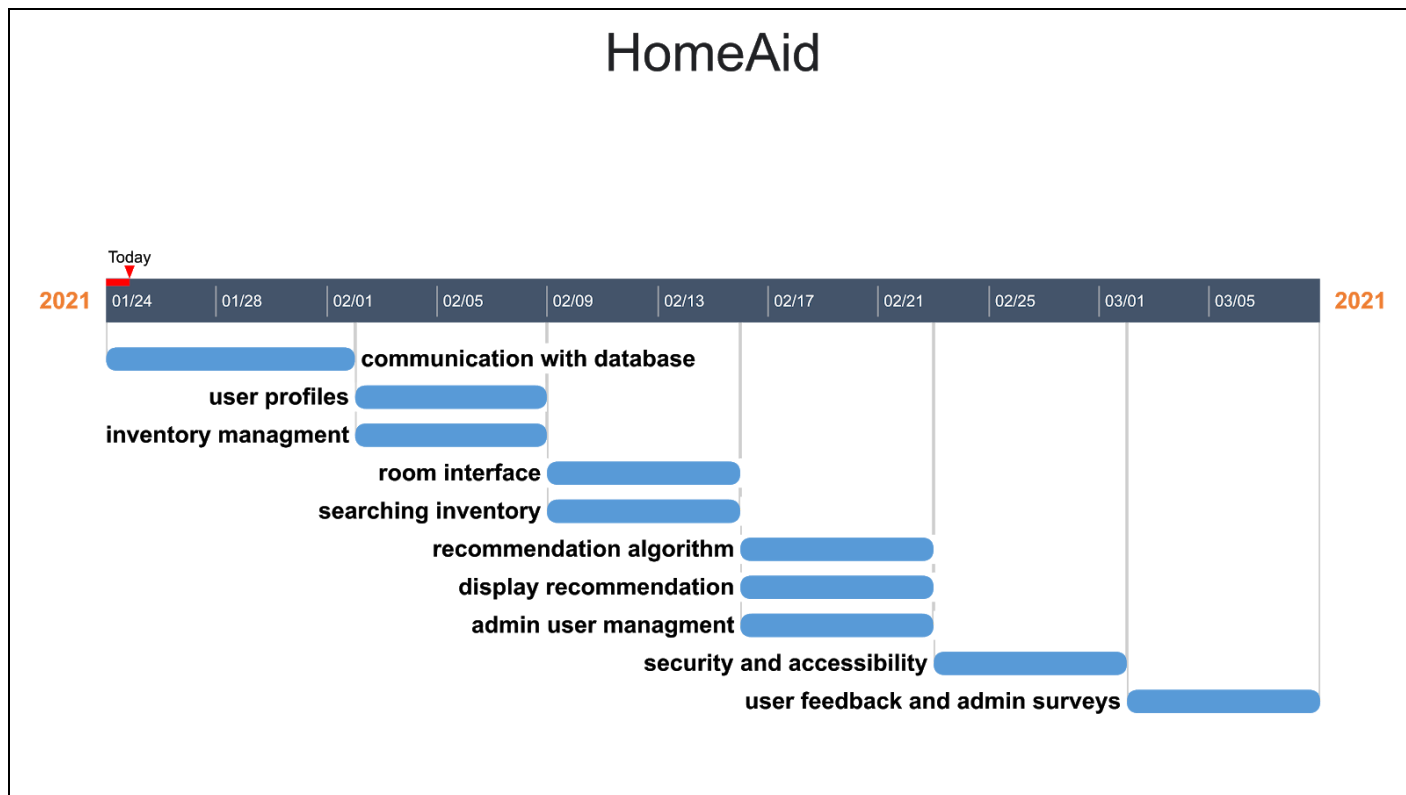 HomeAid
Today
2021 01/24 01/28 02/01 02/05 02/09 02/13 02/17 02/21 02/25 03/01 03/05 2021
communication with database
user profiles
inventory managment
room interface
searching inventory
recommendation algorithm
display recommendation
admin user managment
security and accessibility
user feedback and admin surveys